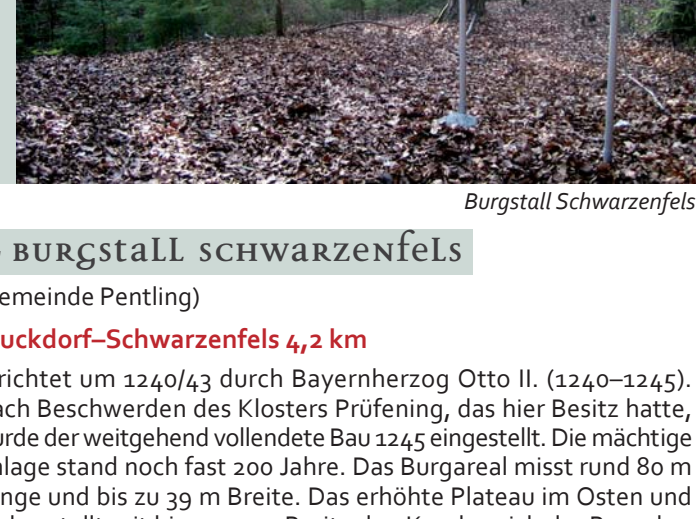 Burgstall Schwarzenfels
BURGSTALL SCHWARZENFELS
emeinde Pentling)
uckdorf–Schwarzenfels 4,2 km
richtet um 1240/43 durch Bayernherzog Otto II. (1240–1245).
ach Beschwerden des Klosters Prüfening, das hier Besitz hatte,
urde der weitgehend vollendete Bau 1245 eingestellt. Die mächtige
nlage stand noch fast 200 Jahre. Das Burgareal misst rund 80 m
änge und bis zu 39 m Breite. Das erhöhte Plateau im Osten und